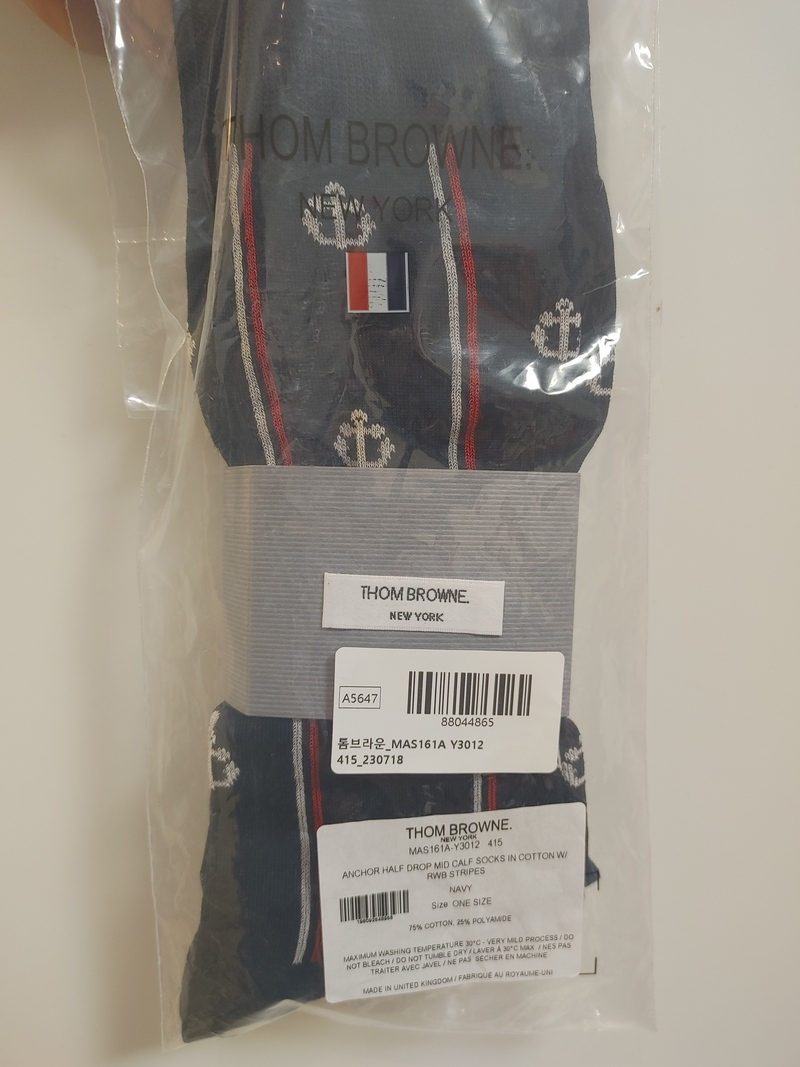 THOM BROWNE.
NEW YORK
THOM BROWNE.
NEW YORK
A5647
88044865
톰브라운_MAS161A Y3012
415_230718
THOM BROWNE.
NEW YORK
MAS161A-Y3012 415
ANCHOR HALF DROP MID CALF SOCKS IN COTTON W/
RWB STRIPES
NAVY
Size ONE SIZE
75% COTTON, 25% POLYAMIDE
MAXIMUM WASHING TEMPERATURE 30°C - VERY MILD PROCESS / DO
NOT BLEACH / DO NOT TUMBLE DRY / LAVER À 30°C MAX / NES PAS
TRAITER AVEC JAVEL / NE PAS SECHER EN MACHINE
MADE IN UNITED KINGDOM / FABRIQUÉ AU ROYAUME-UNI